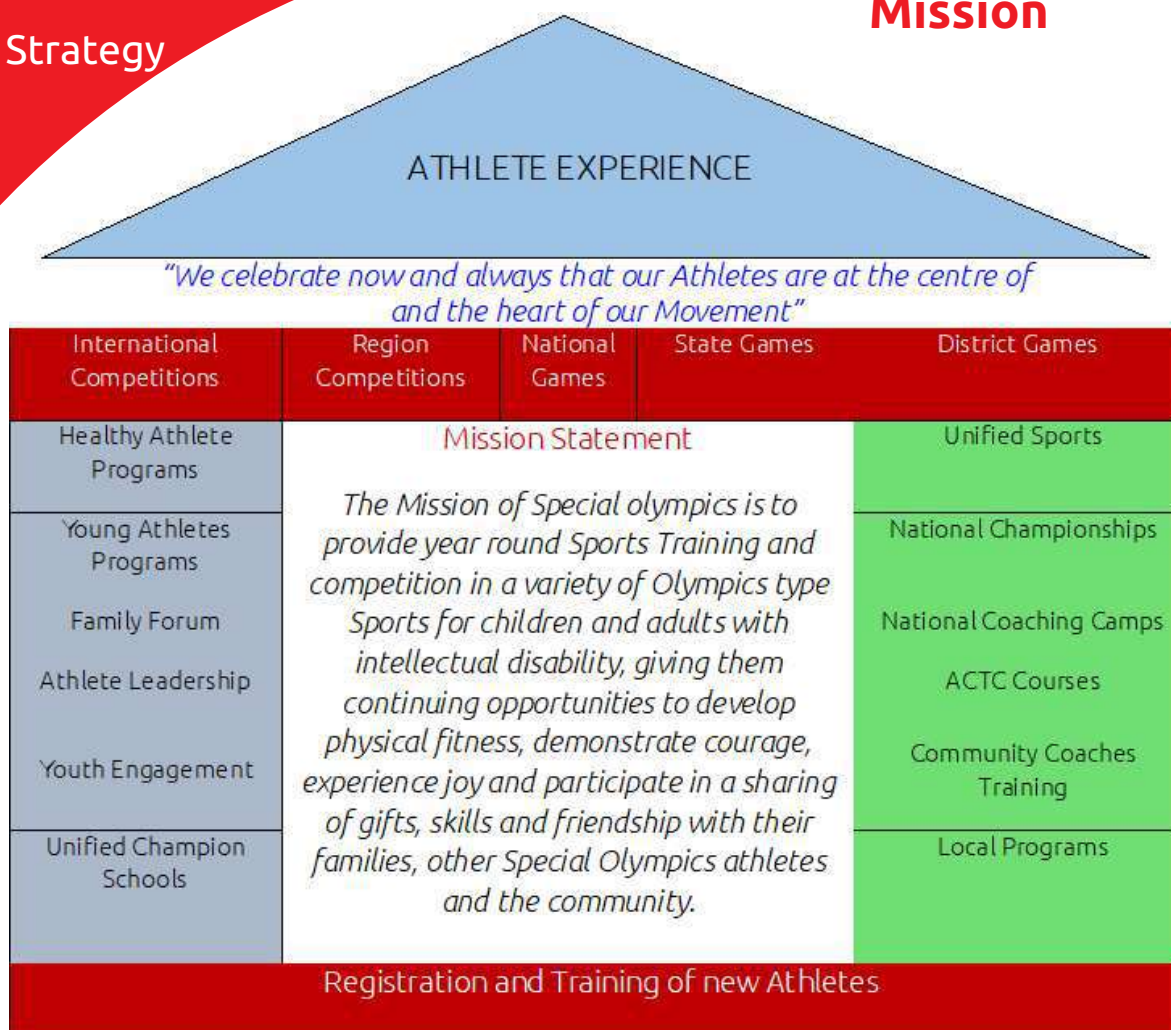 Mission
Strategy
ATHLETE EXPERIENCE
"We celebrate now and always that our Athletes are at the centre of
and the heart of our Movement"
International
Competitions
Region
Competitions
National
Games
State Games
District Games
Healthy Athlete
Programs
Young Athletes
Programs
Family Forum
Athlete Leadership
Youth Engagement
Unified Champion
Schools
Mission Statement
The Mission of Special olympics is to
provide year round Sports Training and
competition in a variety of Olympics type
Sports for children and adults with
intellectual disability, giving them
continuing opportunities to develop
physical fitness, demonstrate courage,
experience joy and participate in a sharing
of gifts, skills and friendship with their
families, other Special Olympics athletes
and the community.
Unified Sports
National Championships
National Coaching Camps
ACTC Courses
Community Coaches
Training
Local Programs
Registration and Training of new Athletes